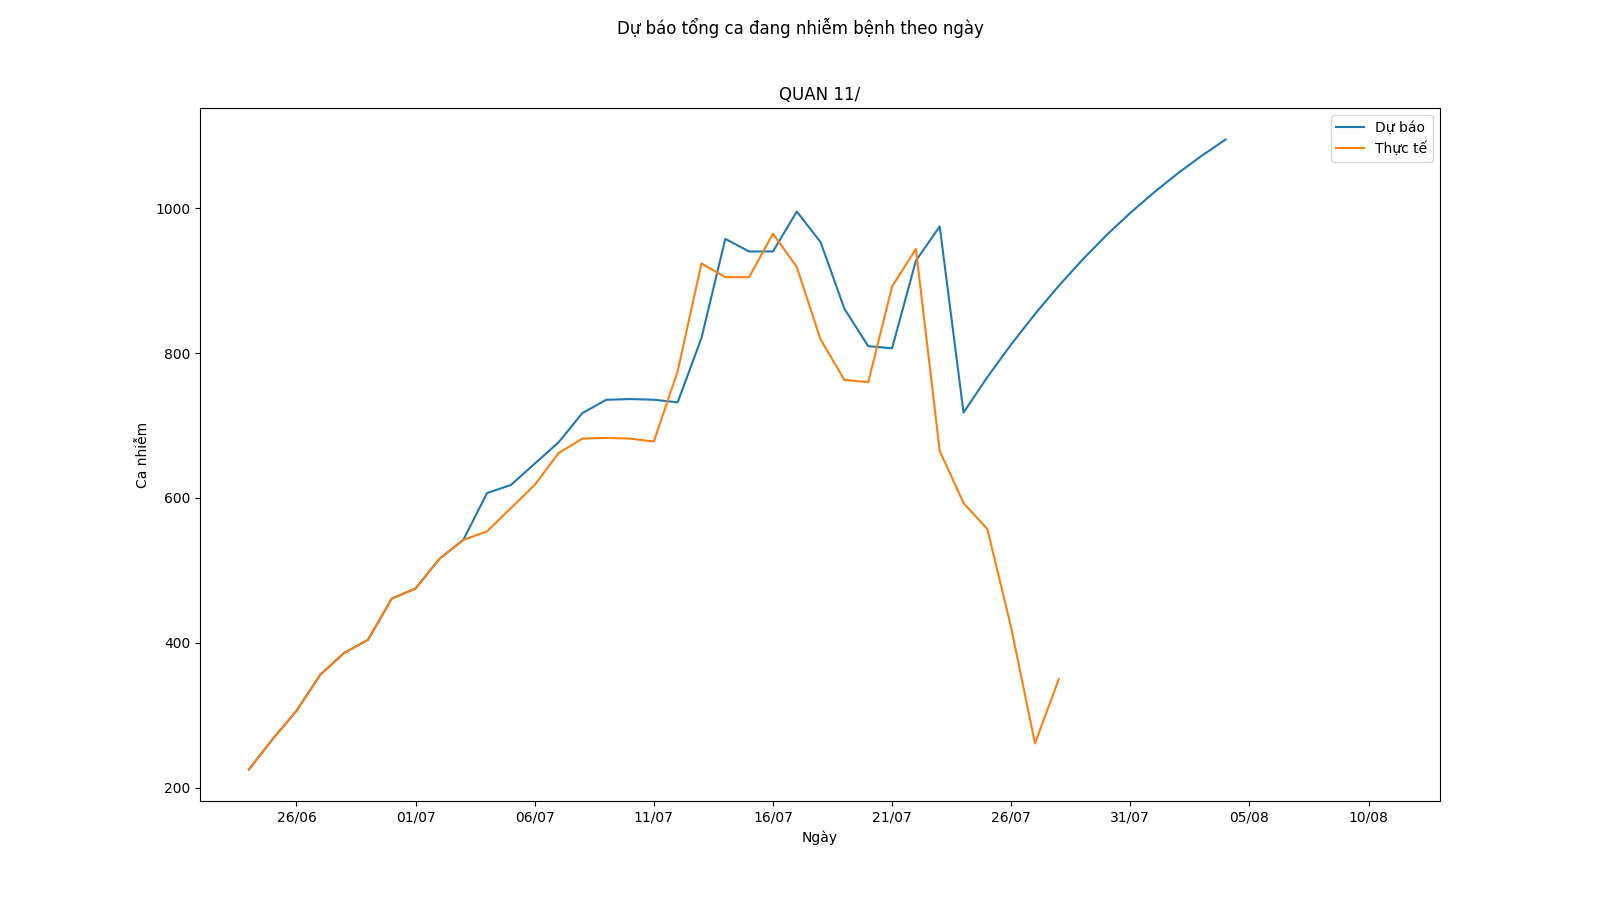 Dự báo tổng ca đang nhiễm bệnh theo ngày
QUAN 11/
Dự báo
Thực tế
1000
800
600
400
200
Ca nhiễm
26/06 01/07 06/07 11/07 16/07 21/07 26/07 31/07 05/08 10/08
Ngày